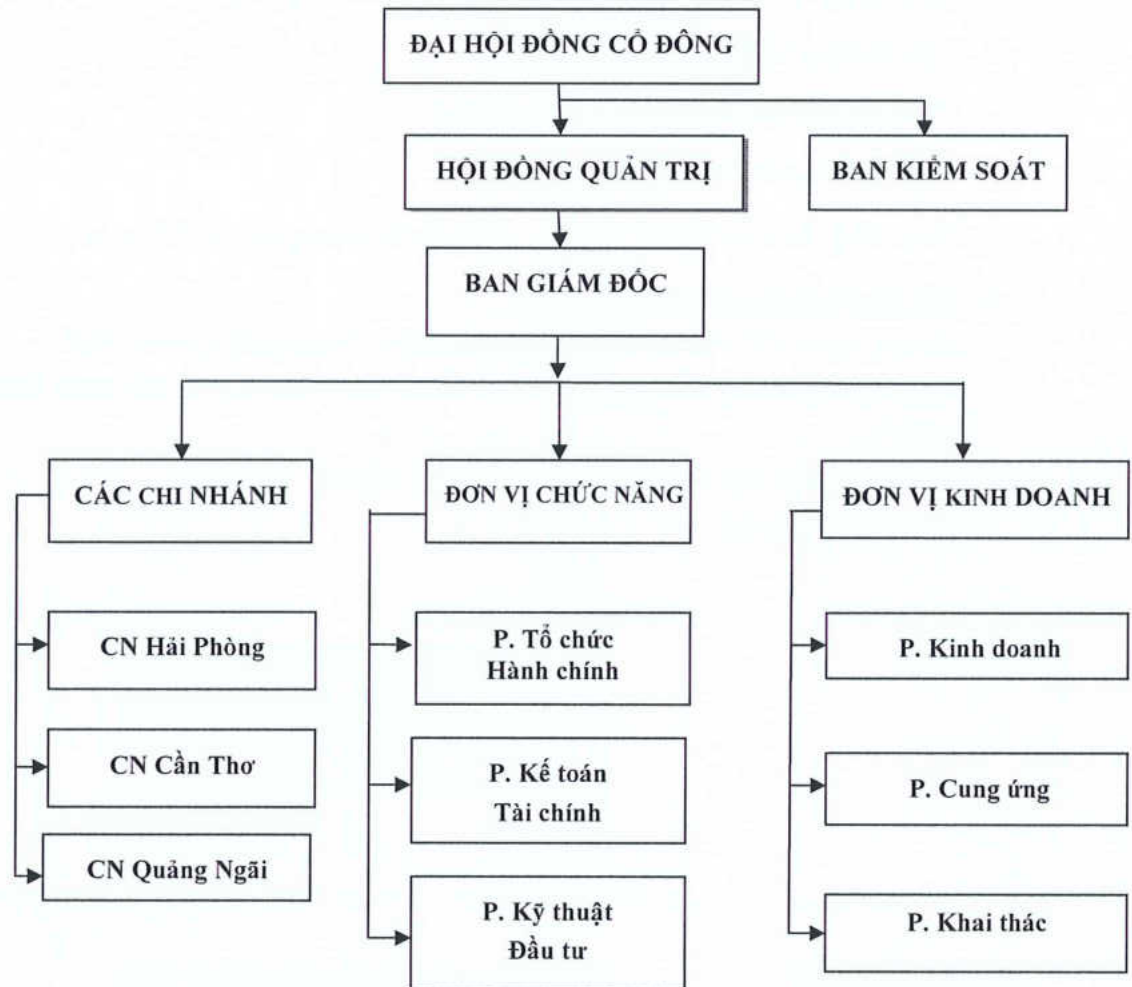 ĐẠI HỘI ĐỒNG CỔ ĐÔNG
HỘI ĐỒNG QUẢN TRỊ
BAN KIỂM SOÁT
BAN GIÁM ĐỐC
CÁC CHI NHÁNH
ĐƠN VỊ CHỨC NĂNG
ĐƠN VỊ KINH DOANH
CN Hải Phòng
CN Cần Thơ
CN Quảng Ngãi
P. Tổ chức
Hành chính
P. Kế toán
Tài chính
P. Kỹ thuật
Đầu tư
P. Kinh doanh
P. Cung ứng
P. Khai thác